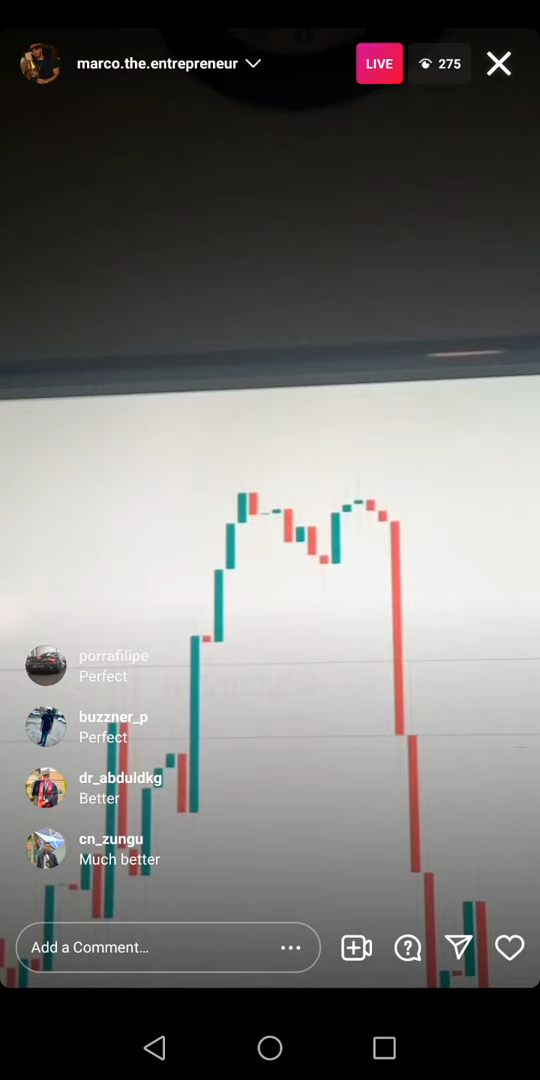 marco.the.entrepreneur
LIVE
275
porrafilipe
Perfect
buzzner_p
Perfect
dr_abduldkg
Better
cn_zungu
Much better
Add a Comment...